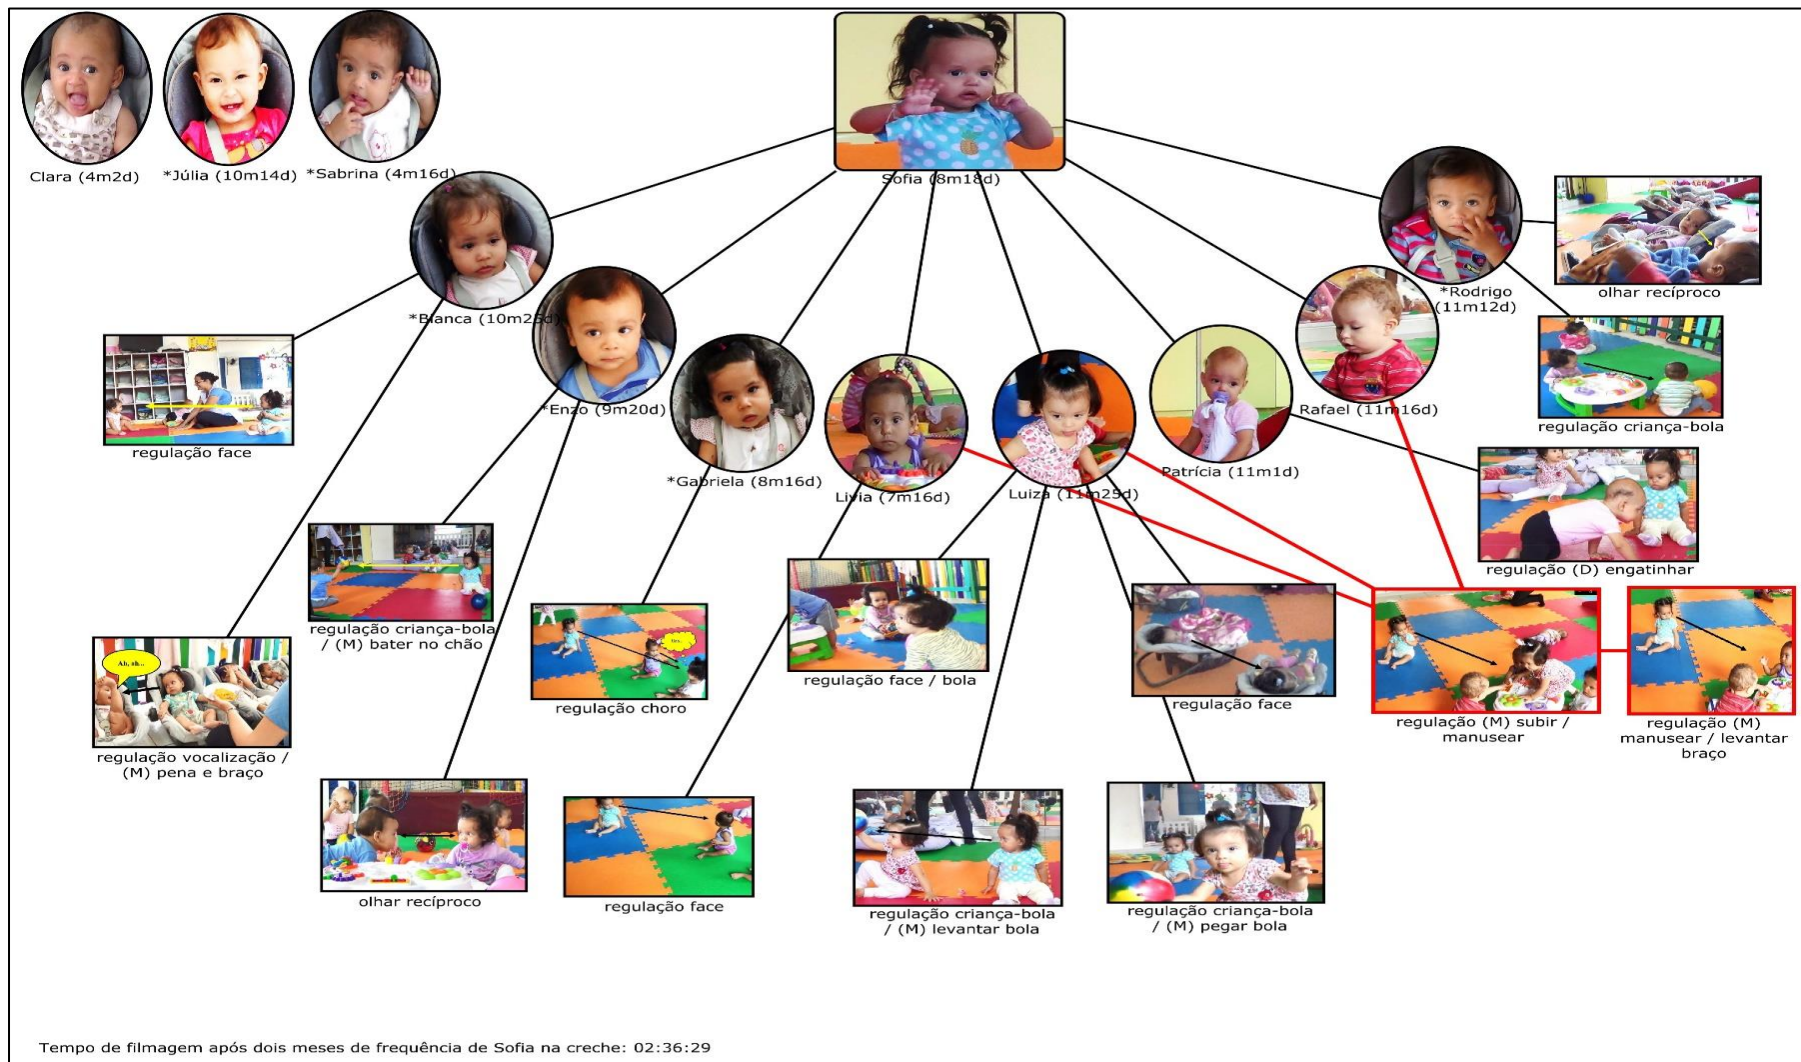 Clara (4m2d)
*Júlia (10m14d)
*Sabrina (4m16d)
Sofia (8m18d)
*Bianca (10m25d)
*Enzo (9m20d)
*Gabriela (8m16d)
Lívia (7m16d)
Luiza (11m25d)
Patrícia (11m1d)
Rafael (11m16d)
*Rodrigo
(11m12d)
olhar recíproco
regulação criança-bola
regulação face
regulação (D) engatinhar
regulação criança-bola
/ (M) bater no chão
regulação choro
regulação face / bola
regulação face
regulação (M) subir /
manusear
regulação (M)
manusear / levantar
braço
Ah, ah...
regulação vocalização /
(M) pena e braço
olhar recíproco
regulação face
regulação criança-bola
/ (M) levantar bola
regulação criança-bola
/ (M) pegar bola
Tempo de filmagem após dois meses de frequência de Sofia na creche: 02:36:29